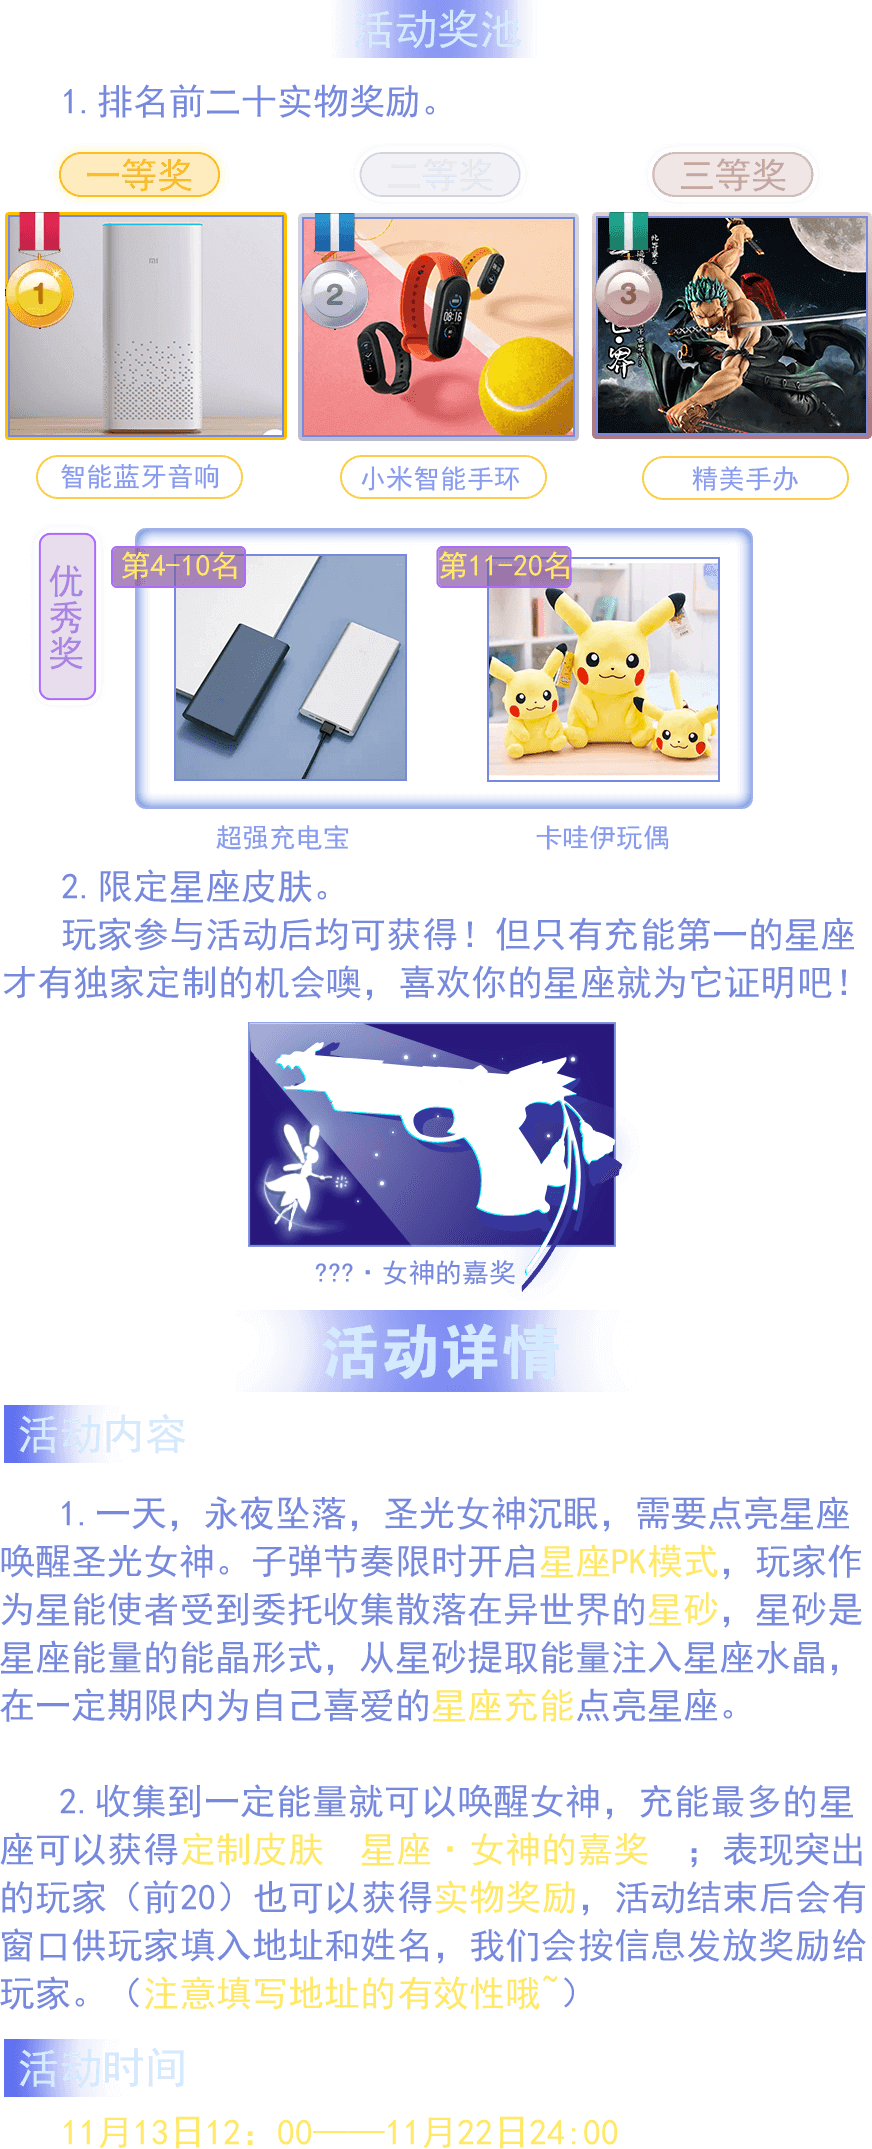 活动奖池
1.排名前二十实物奖励。
一等奖
二等奖
三等奖
1
2
3
08:16
七·界
智能蓝牙音响
小米智能手环
精美手办
优秀奖
第4-10名
第11-20名
超强充电宝
卡哇伊玩偶
2.限定星座皮肤。
玩家参与活动后均可获得！但只有充能第一的星座
才有独家定制的机会噢，喜欢你的星座就为它证明吧！
???·女神的嘉奖
活动详情
活动内容
1.一天，永夜坠落，圣光女神沉眠，需要点亮星座
唤醒圣光女神。子弹节奏限时开启星座PK模式，玩家作
为星能使者受到委托收集散落在异世界的星砂，星砂是
星座能量的能晶形式，从星砂提取能量注入星座水晶，
在一定期限内为自己喜爱的星座充能点亮星座。
2.收集到一定能量就可以唤醒女神，充能最多的星
座可以获得定制皮肤 星座·女神的嘉奖 ；表现突出
的玩家（前20）也可以获得实物奖励，活动结束后会有
窗口供玩家填入地址和姓名，我们会按信息发放奖励给
玩家。（注意填写地址的有效性哦~）
活动时间
11月13日12：00——11月22日24:00